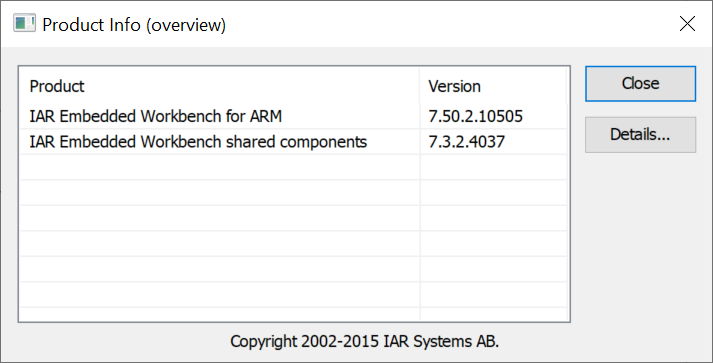 Product Info (overview)
Product Version
IAR Embedded Workbench for ARM 7.50.2.10505
IAR Embedded Workbench shared components 7.3.2.4037
Close
Details...
Copyright 2002-2015 IAR Systems AB.